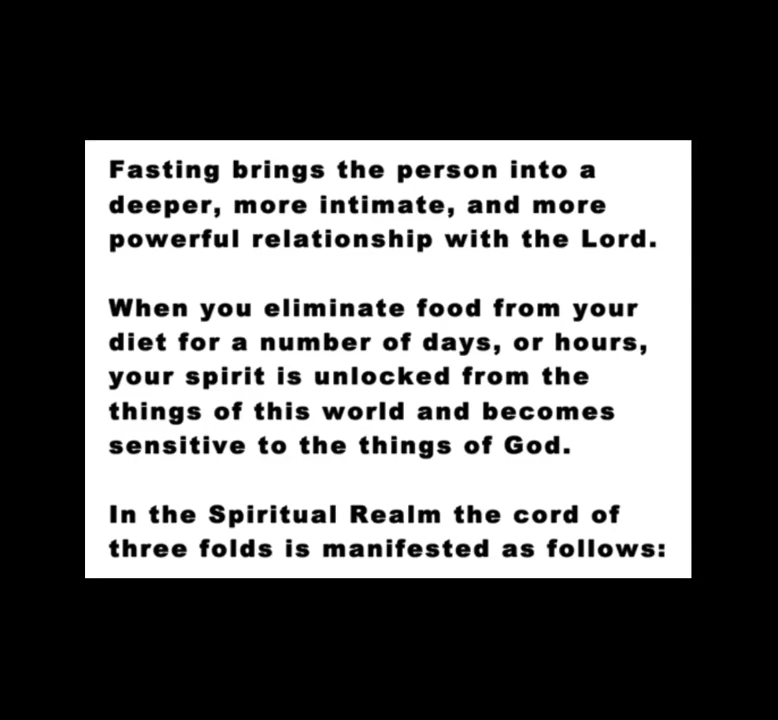 Fasting brings the person into a
deeper, more intimate, and more
powerful relationship with the Lord.
When you eliminate food from your
diet for a number of days, or hours,
your spirit is unlocked from the
things of this world and becomes
sensitive to the things of God.
In the Spiritual Realm the cord of
three folds is manifested as follows: